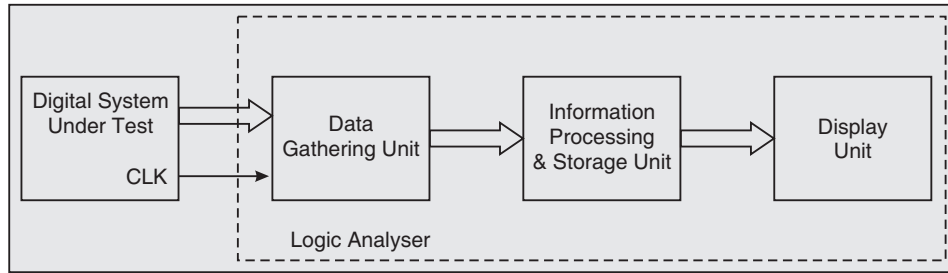 Digital System
Under Test
CLK
Data
Gathering Unit
Information
Processing
& Storage Unit
Display
Unit
Logic Analyser